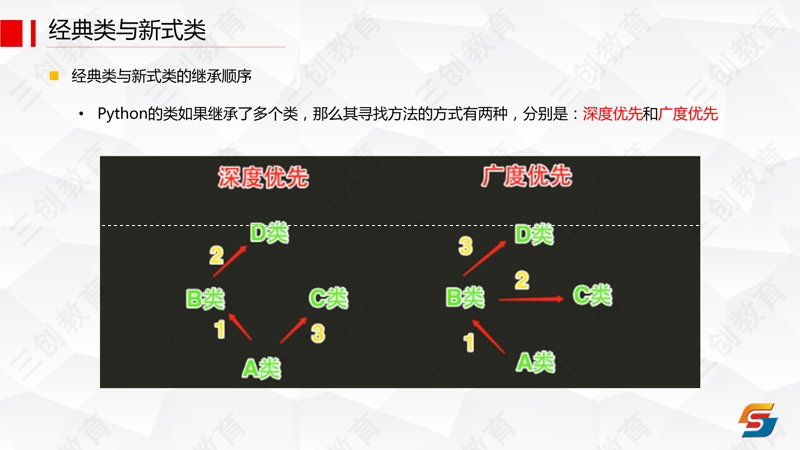 经典类与新式类
经典类与新式类的继承顺序
• Python的类如果继承了多个类，那么其寻找方法的方式有两种，分别是：深度优先和广度优先
深度优先 广度优先
D类 D类
2 3
B类 C类 B类 2 C类
1 3 1
A类 A类
三创教育